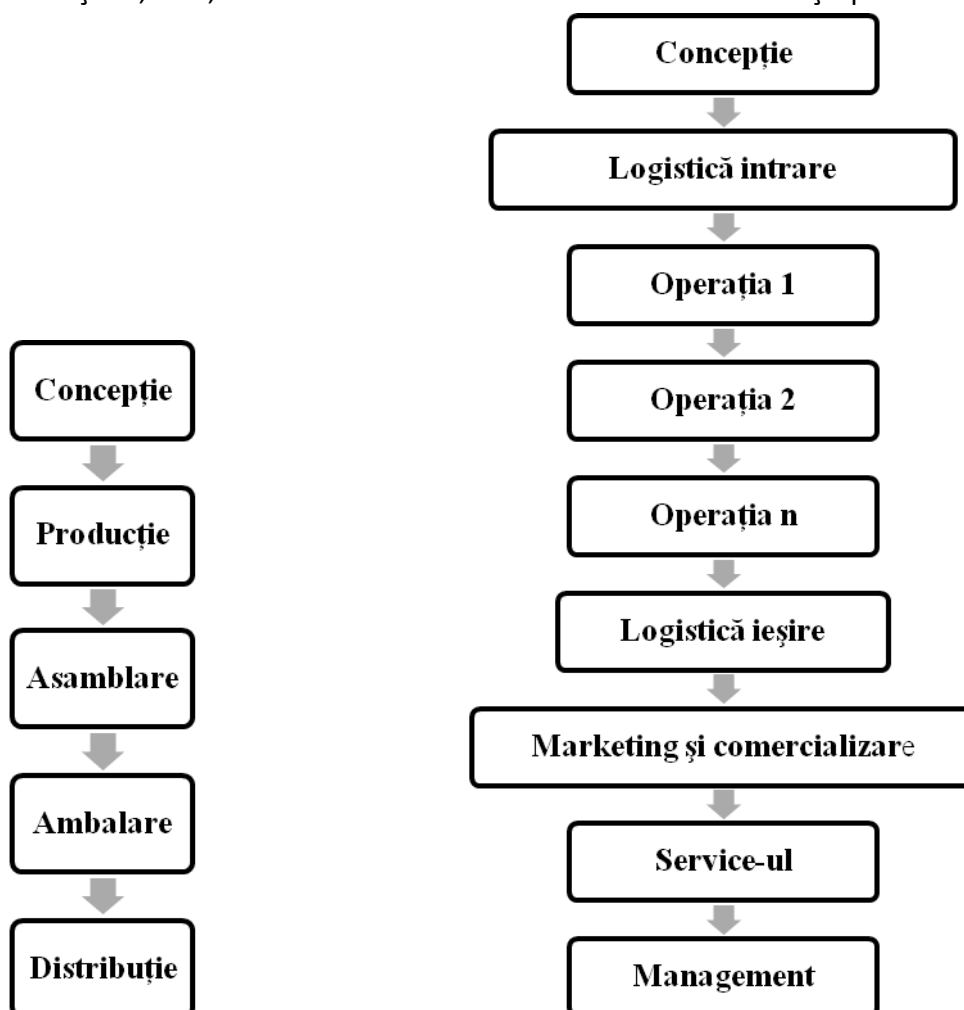 Concepție
Producție
Asamblare
Ambalare
Distribuție
Concepție
Logistică intrare
Operația 1
Operația 2
Operația n
Logistică ieşire
Marketing şi comercializare
Service-ul
Management